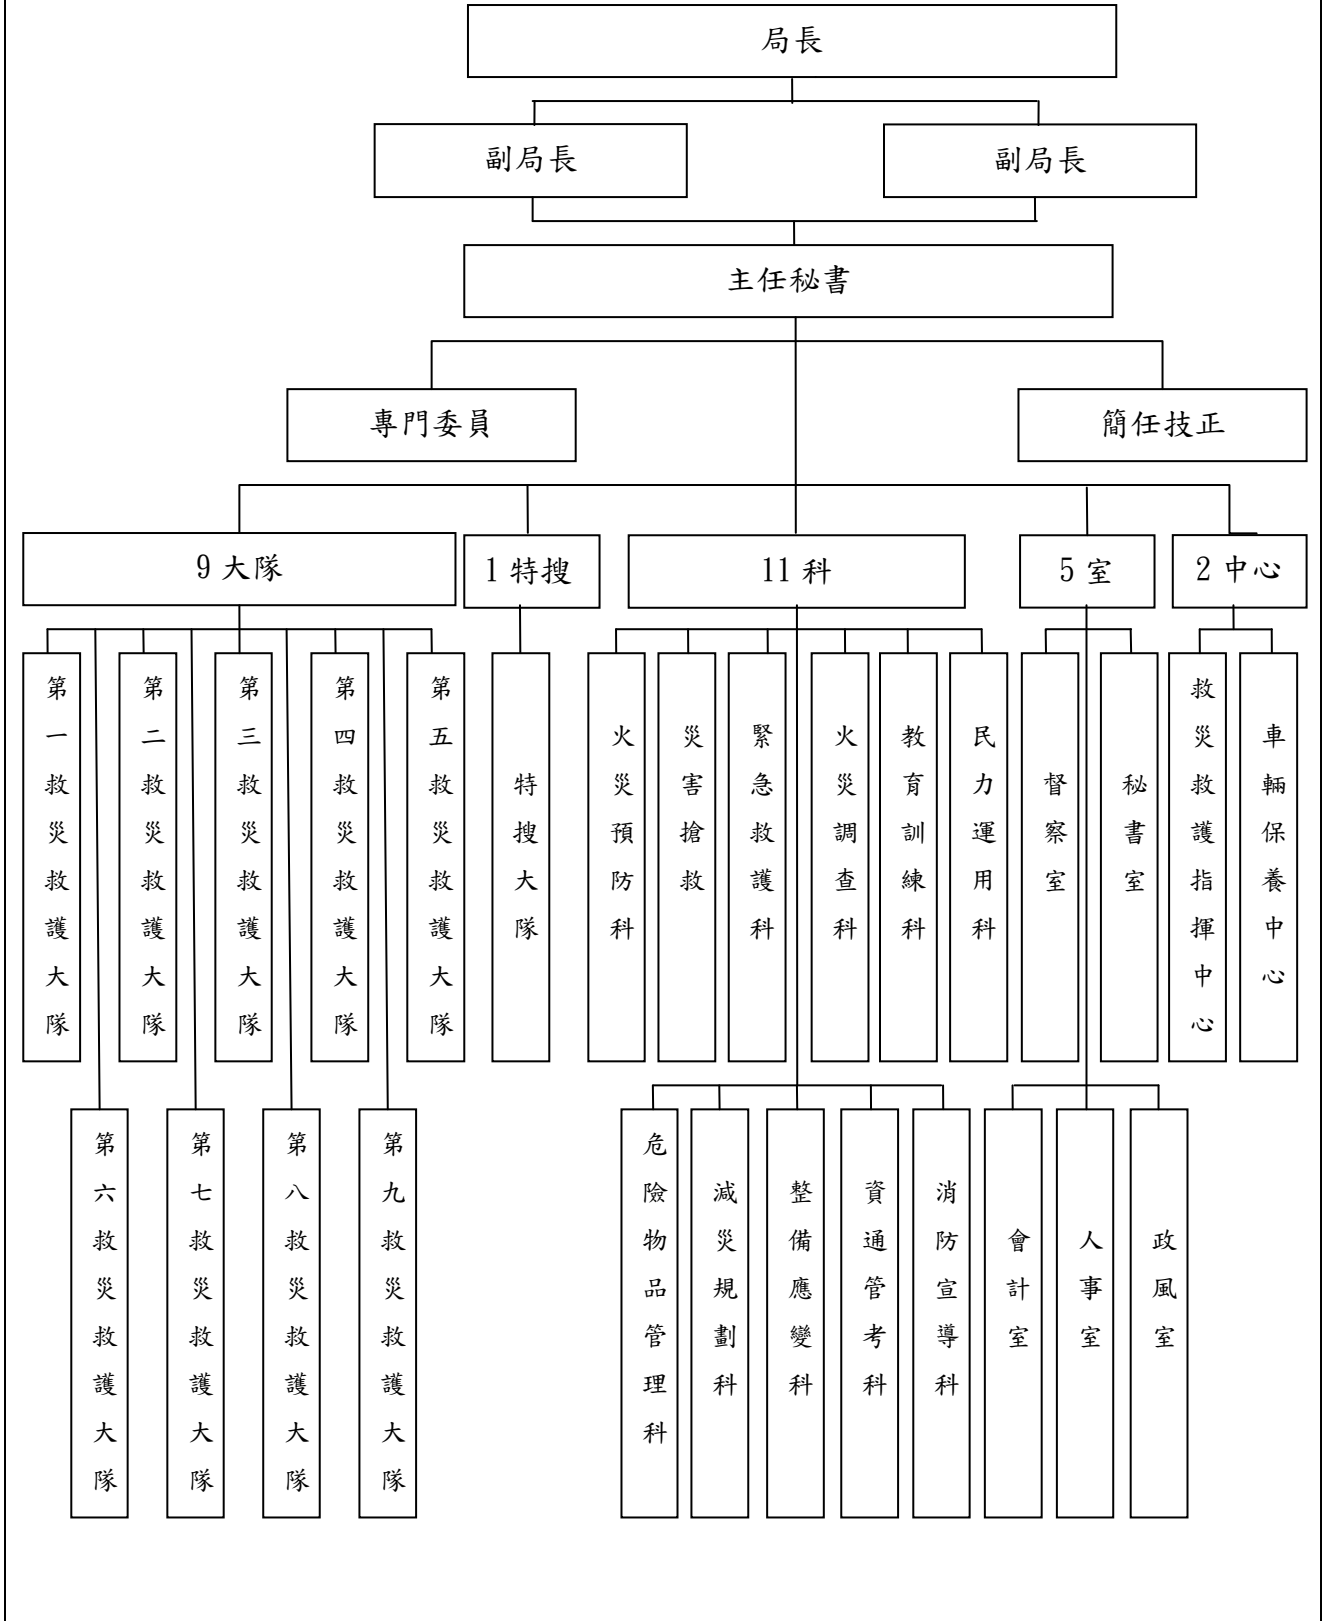 局長
副局長
副局長
主任秘書
專門委員
簡任技正
9大隊
1特搜
11科
5室
2中心
第一救災救護大隊
第二救災救護大隊
第三救災救護大隊
第四救災救護大隊
第五救災救護大隊
特搜大隊
火災預防科
災害搶救
緊急救護科
火災調查科
教育訓練科
民力運用科
督察室
秘書室
救災救護指揮中心
車輛保養中心
第六救災救護大隊
第七救災救護大隊
第八救災救護大隊
第九救災救護大隊
危險物品管理科
減災規劃科
整備應變科
資通管考科
消防宣導科
會計室
人事室
政風室